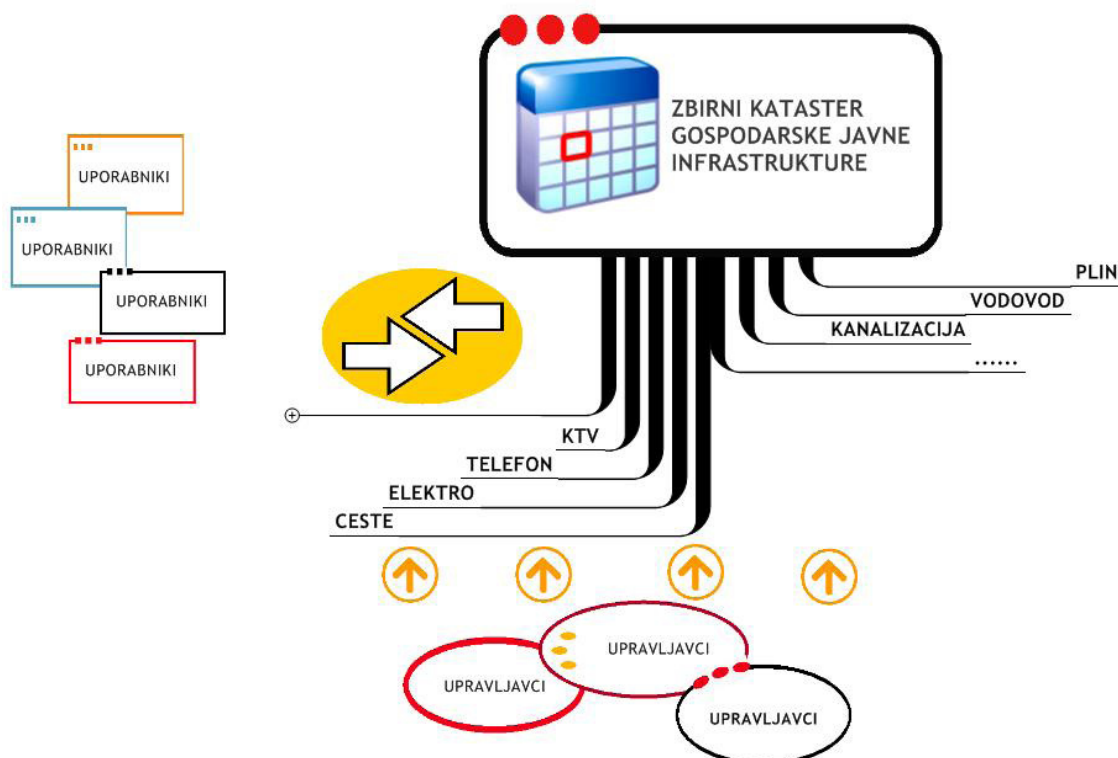 ZBIRNI KATASTER
GOSPODARSKE JAVNE
INFRASTRUKTURE
UPORABNIKI
UPORABNIKI
UPORABNIKI
UPORABNIKI
PLIN
VODOVOD
KANALIZACIJA
......
KTV
TELEFON
ELEKTRO
CESTE
UPRAVLJAVCI
UPRAVLJAVCI
UPRAVLJAVCI